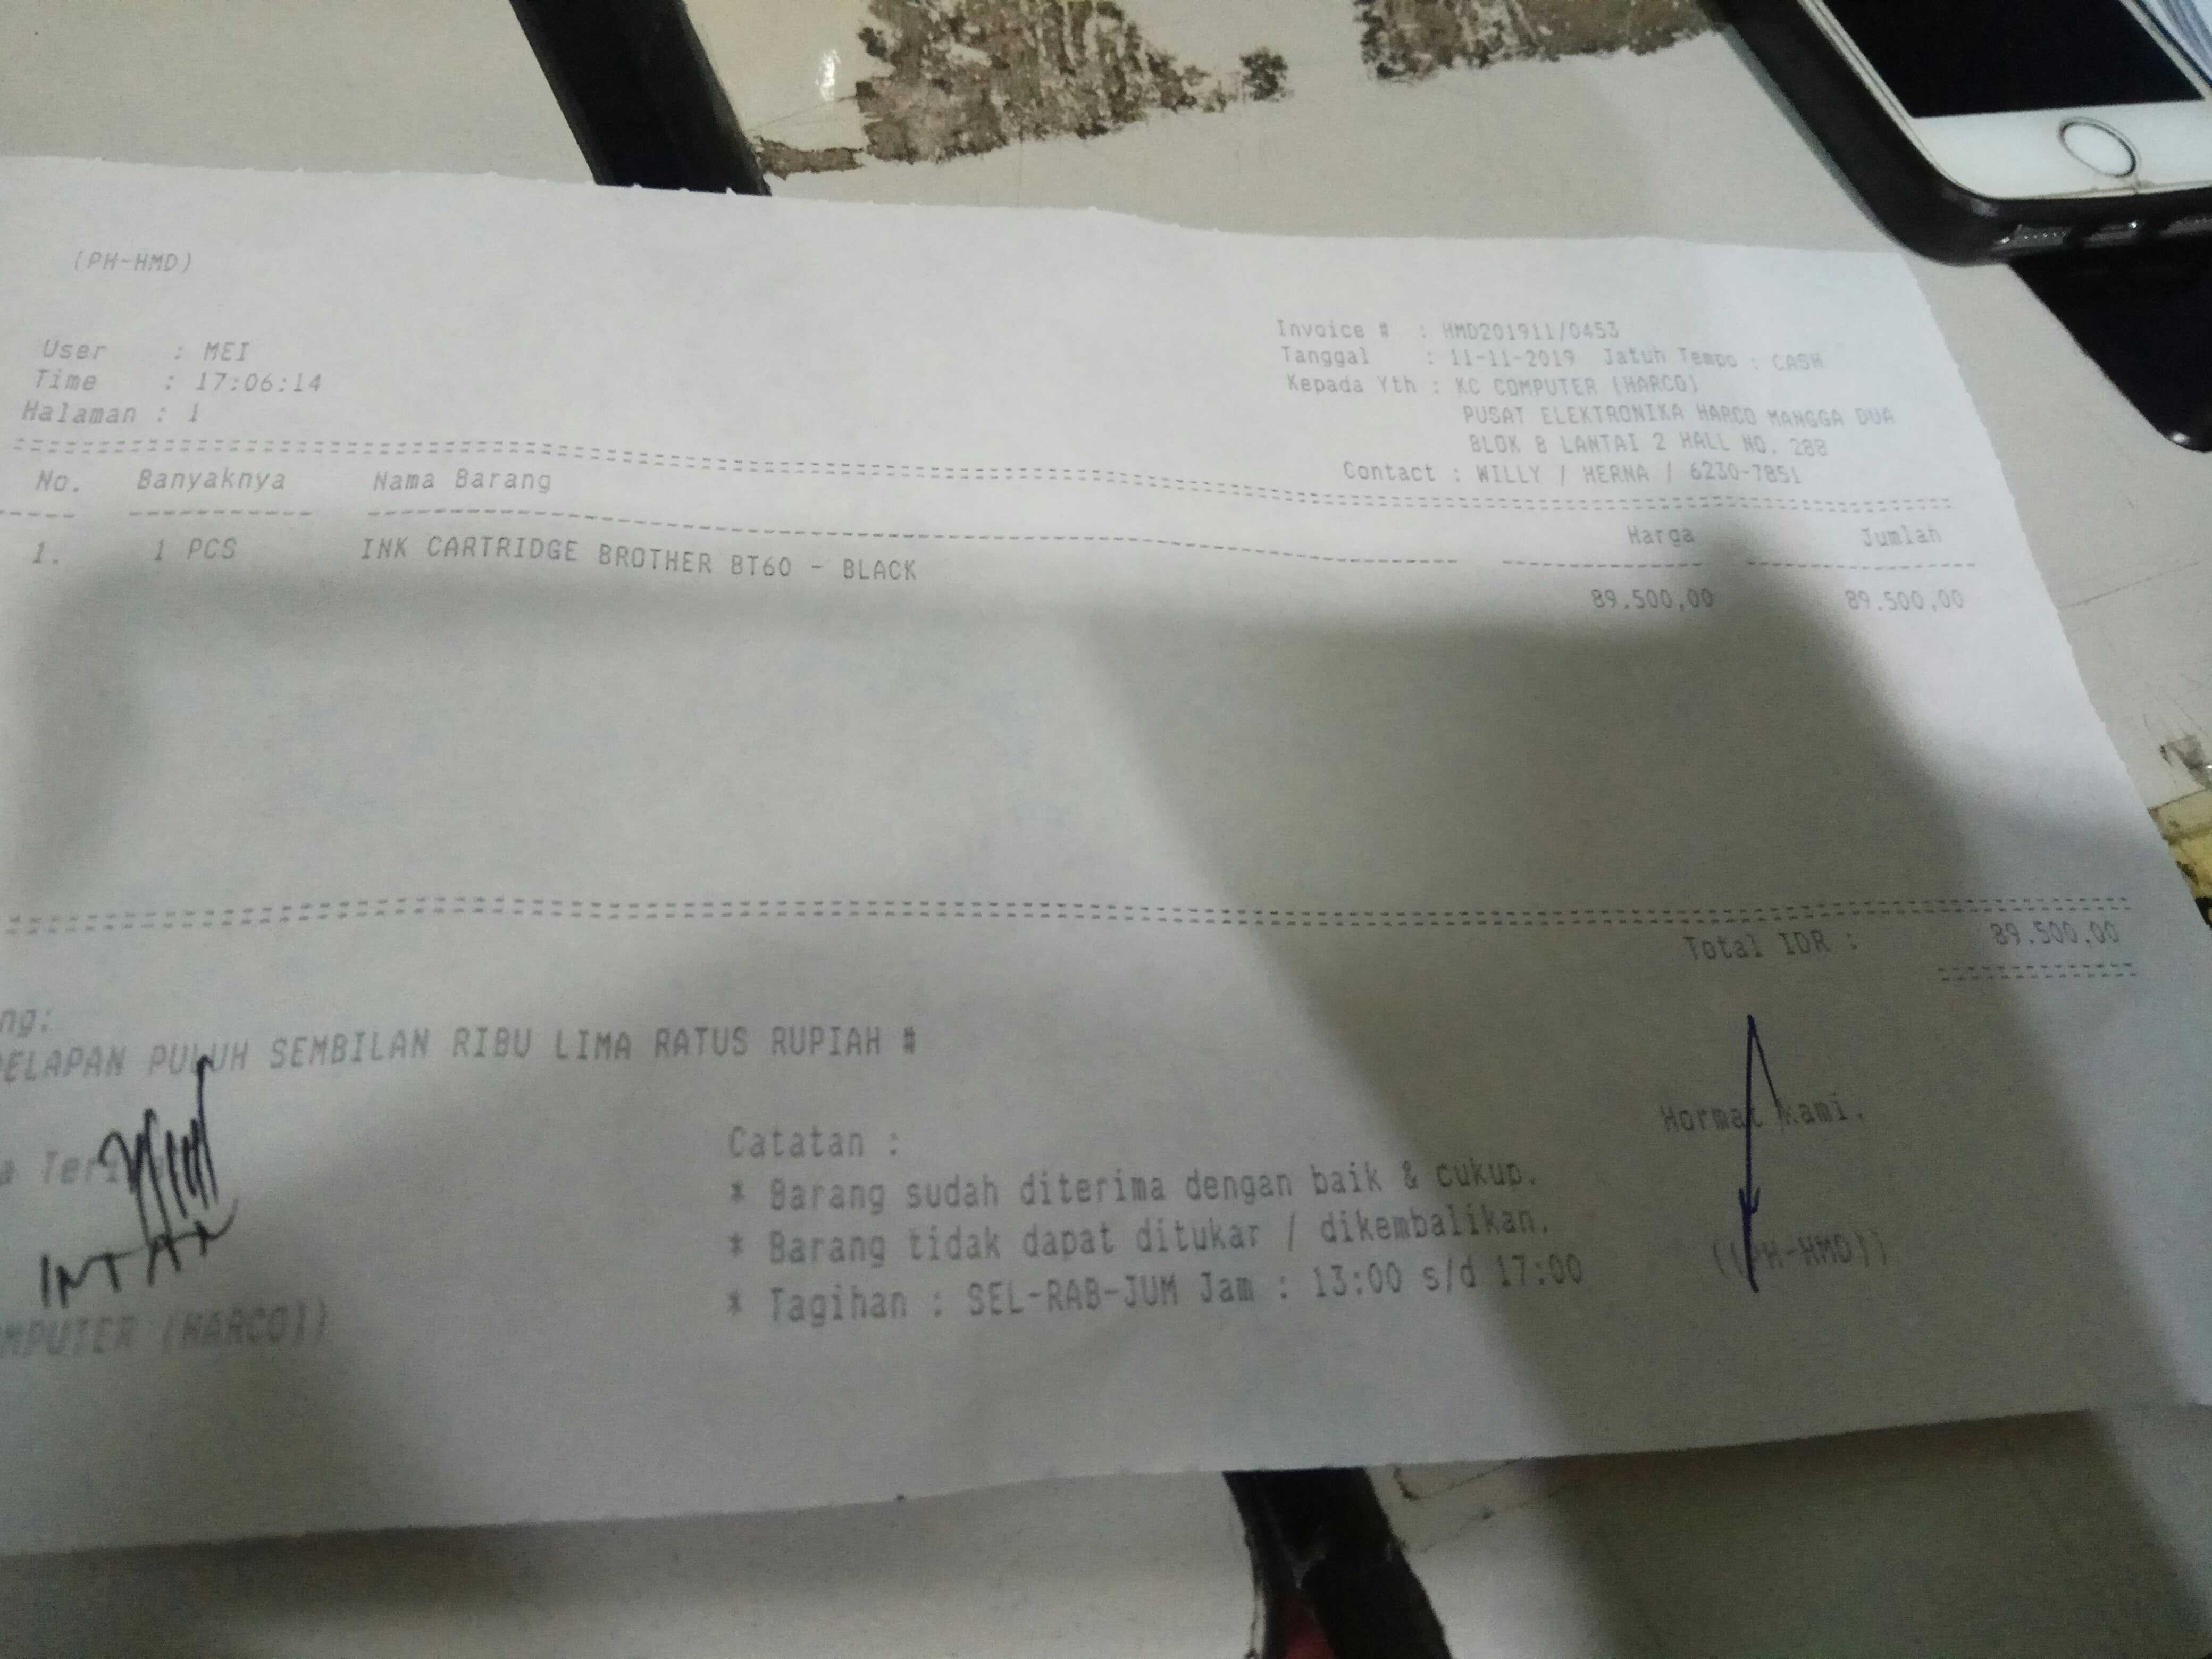 (PH-HMD)
User : MEI
Time : 17:06:14
Halaman : 1
Invoice # : HMD201911/0453
Tanggal : 11-11-2019 Jatuh Tempo : CASH
Kepada Yth : KC COMPUTER (HARCO)
PUSAT ELEKTRONIKA HARCO MANGGA DUA
BLOK B LANTAI 2 HALL NO. 288
Contact : WILLY / HERNA / 6230-7851
No. Banyaknya Nama Barang Harga Jumlah
1. 1 PCS INK CARTRIDGE BROTHER BT60 - BLACK 89.500,00 89.500,00
Total IDR : 89.500,00
ng:
DELAPAN PULUH SEMBILAN RIBU LIMA RATUS RUPIAH #
a Teri
INTAN
MPUTER (HARCO))
Catatan :
* Barang sudah diterima dengan baik & cukup.
* Barang tidak dapat ditukar / dikembalikan.
* Tagihan : SEL-RAB-JUM Jam : 13:00 s/d 17:00
Hormat Kami,
((PH-HMD))